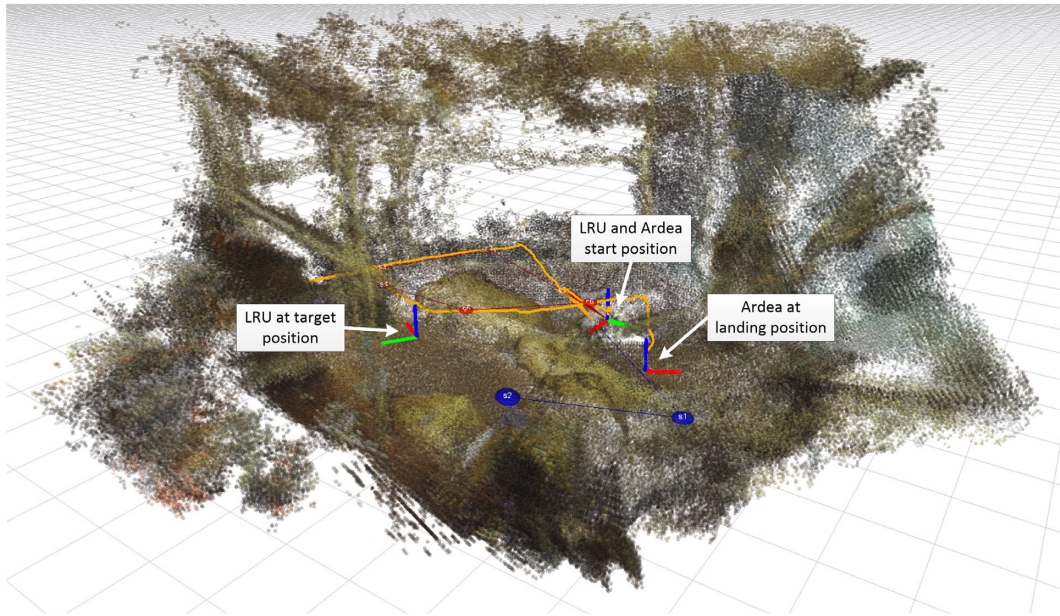 LRU and Ardea
start position
LRU at target
position
Ardea at
landing position
s2
s1